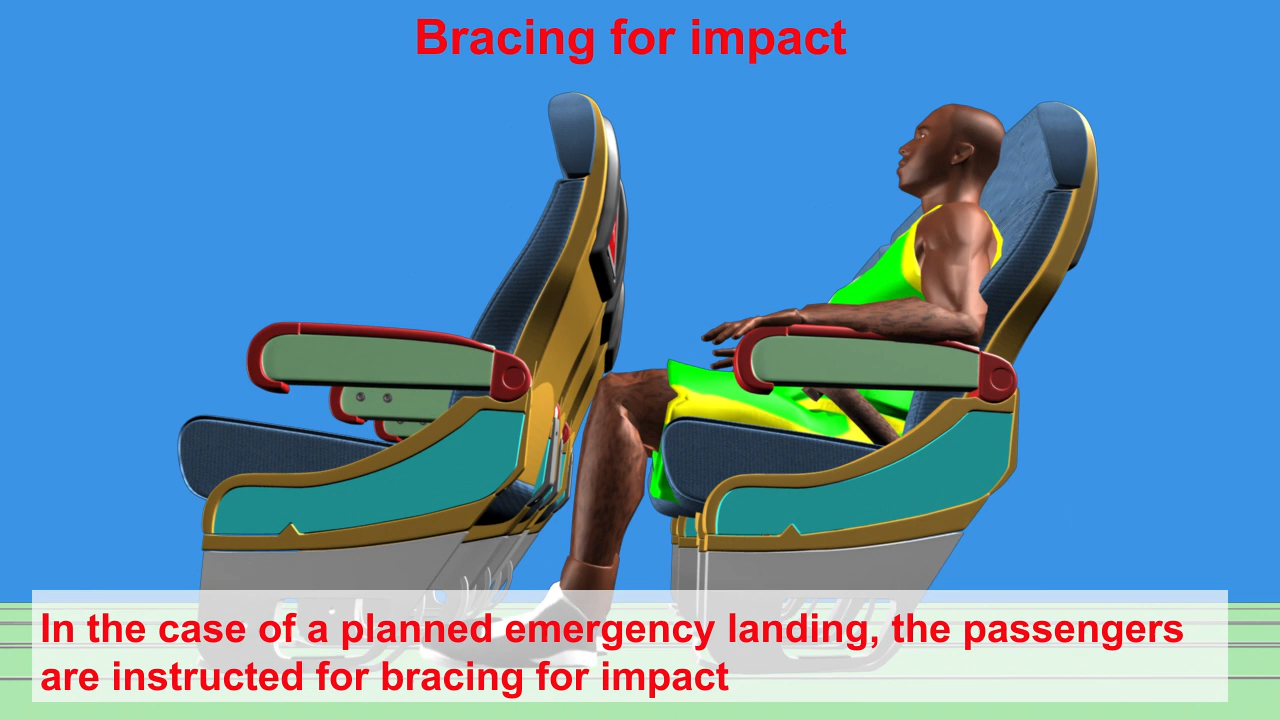 Bracing for impact
In the case of a planned emergency landing, the passengers
are instructed for bracing for impact